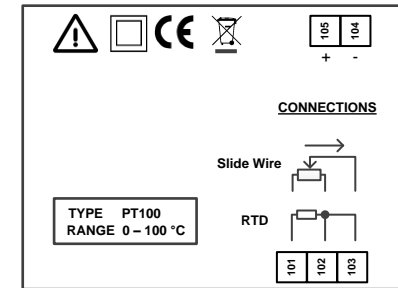 CE
105 104
+ -
CONNECTIONS
Slide Wire
TYPE PT100
RANGE 0 – 100 °C
RTD
101 102 103